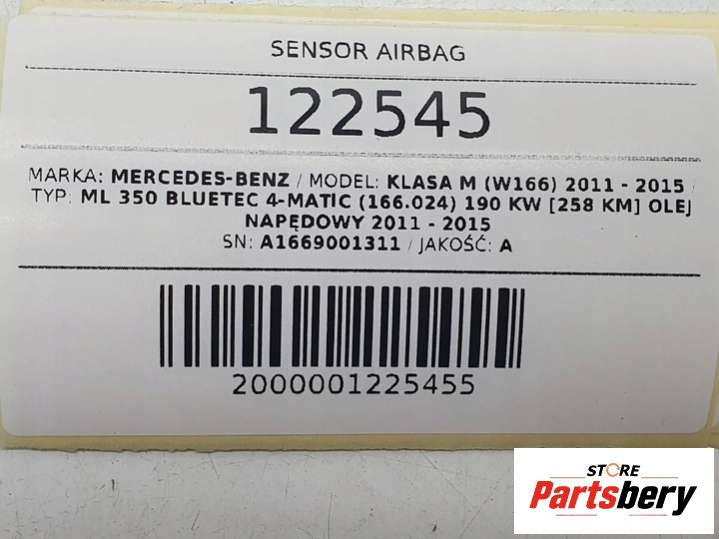 SENSOR AIRBAG
122545
MARKA: MERCEDES-BENZ / MODEL: KLASA M (W166) 2011 - 2015 /
TYP: ML 350 BLUETEC 4-MATIC (166.024) 190 KW [258 KM] OLEJ
NAPĘDOWY 2011 - 2015
SN: A1669001311 / JAKOŚĆ: A
2000001225455
STORE
Partsbery